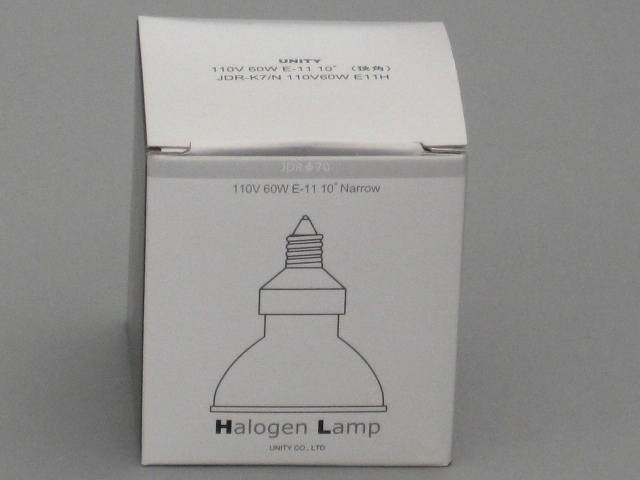 UNITY
110V 60W E-11 10° (狭角)
JDR-K7/N 110V60W E11H
JDRφ70
110V 60W E-11 10° Narrow
Halogen Lamp
UNITY CO., LTD